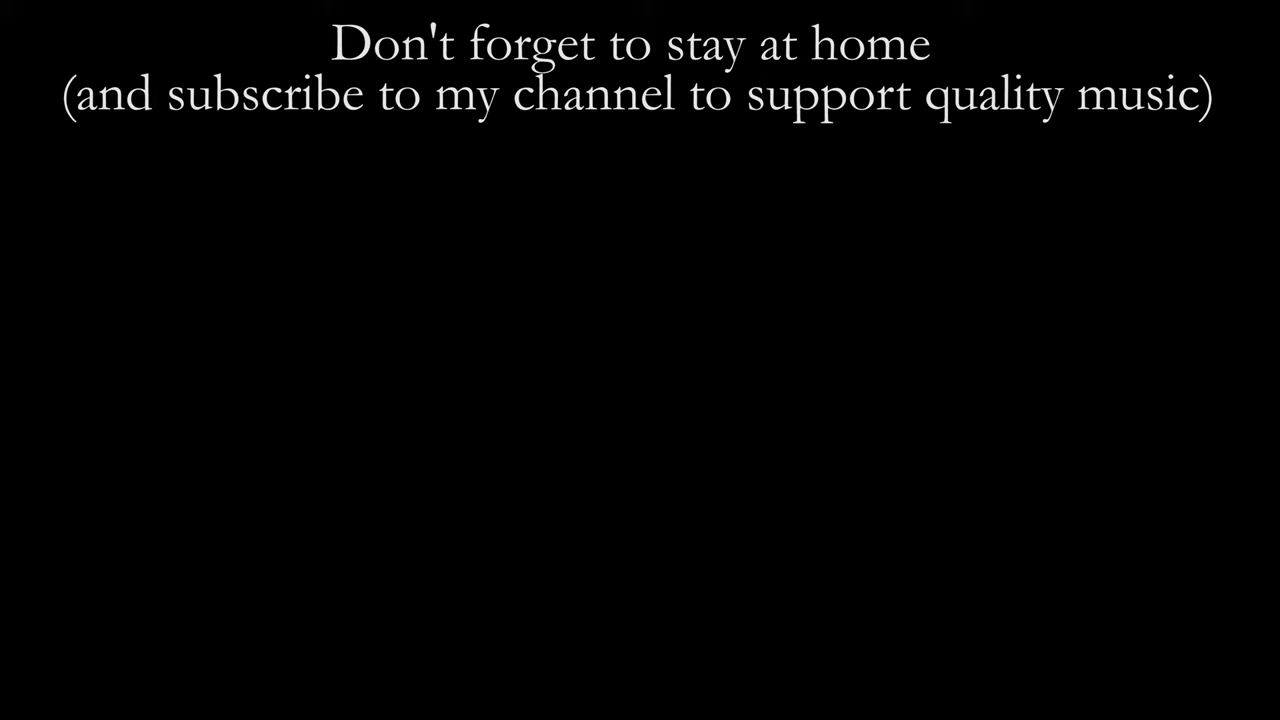 Don't forget to stay at home
(and subscribe to my channel to support quality music)